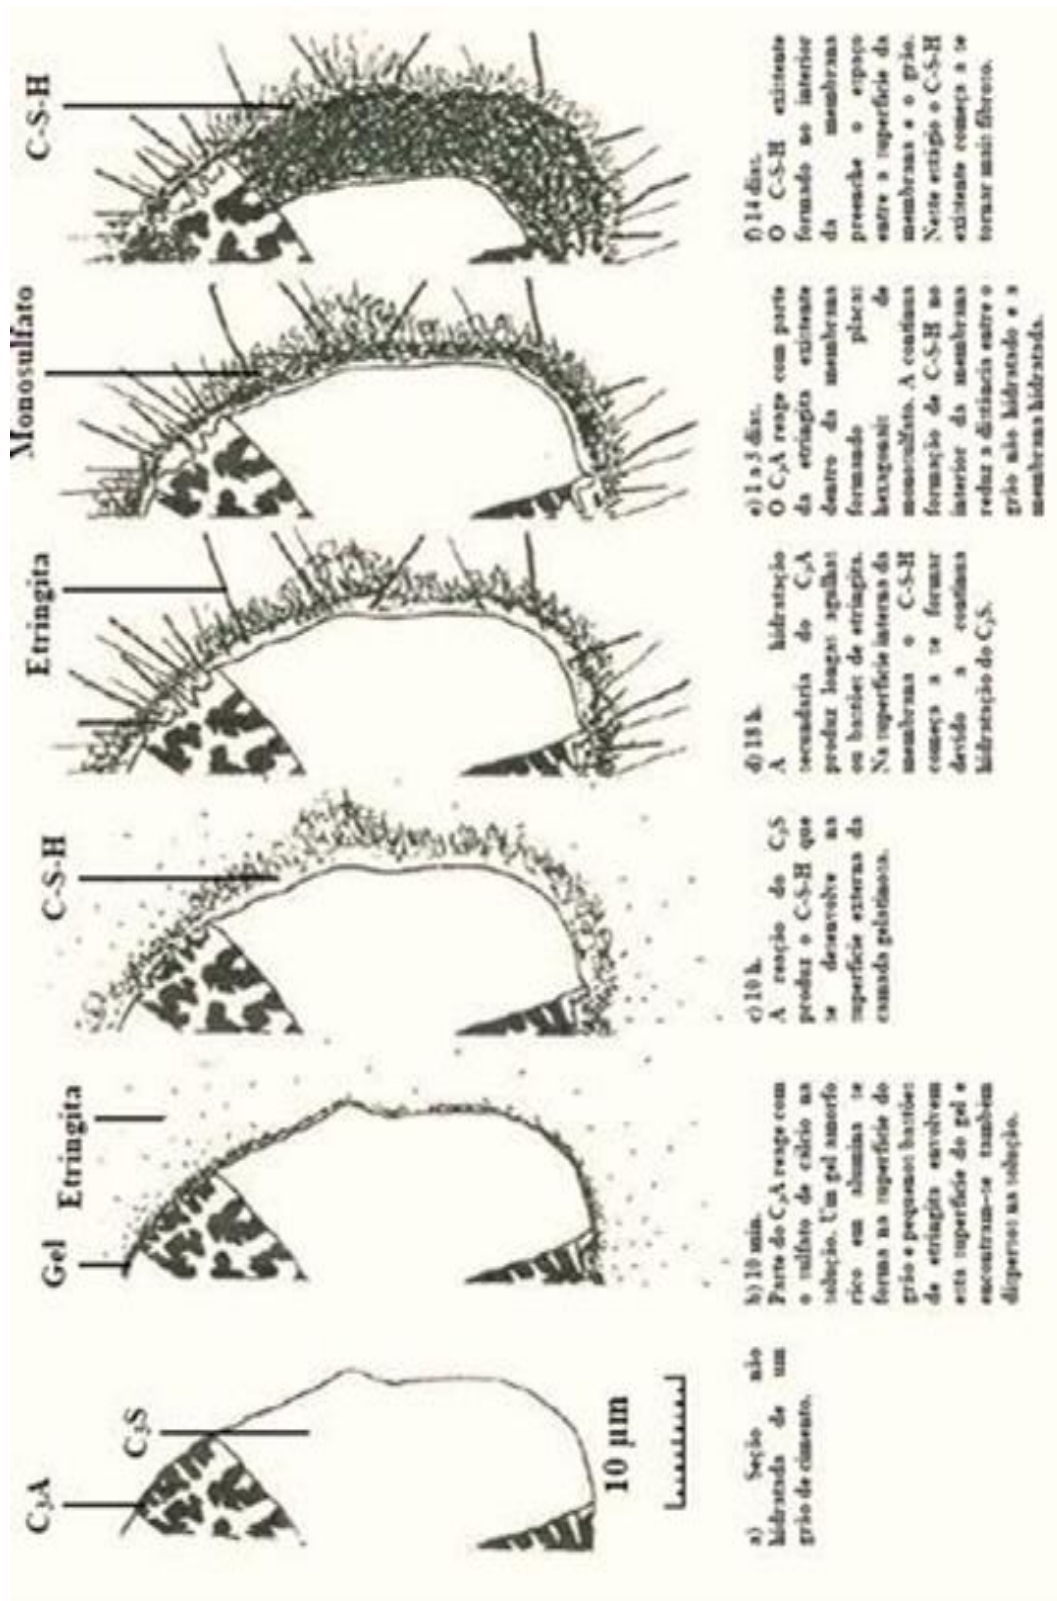 C₃A
C₃S
10 µm
a) Seção não
hidratada de um
grão de cimento.
Gel
Etringita
b) 10 min.
Parte do C₃A reage com
o sulfato de cálcio na
solução. Um gel amorfo
rico em alumina se
forma na superfície do
grão e pequenos bastões
de etringita envolvem
esta superfície do gel e
encontram-se também
dispersos na solução.
C-S-H
c) 10 h.
A reação do C₃S
produz o C-S-H que
se desenvolve na
superfície externa da
camada gelatinosa.
Etringita
d) 18 h.
A hidratação
secundaria do C₃A
produz longas agulhas
ou bastões de etringita.
Na superfície interna da
membrana o C-S-H
começa a se formar
devido a contínua
hidratação do C₃S.
Monosulfato
e) 1 a 3 dias.
O C₃A reage com parte
da etringita existente
dentro da membrana
formando placas
hexagonais de
monosulfato. A contínua
formação de C-S-H no
interior da membrana
reduz a distância entre o
grão não hidratado e a
membrana hidratada.
C-S-H
f) 14 dias.
O C-S-H existente
formado no interior
da membrana
preenche o espaço
entre a superfície da
membrana e o grão.
Neste estágio o C-S-H
existente começa a se
tornar mais fibroso.